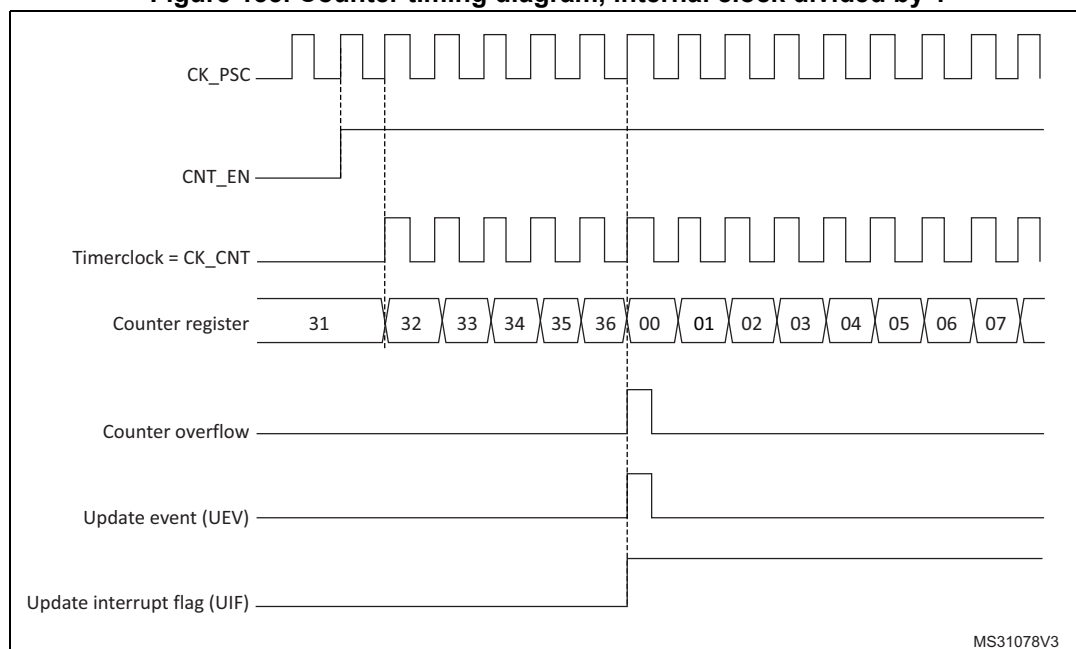 CK_PSC
CNT_EN
Timerclock = CK_CNT
Counter register 31 32 33 34 35 36 00 01 02 03 04 05 06 07
Counter overflow
Update event (UEV)
Update interrupt flag (UIF)
MS31078V3